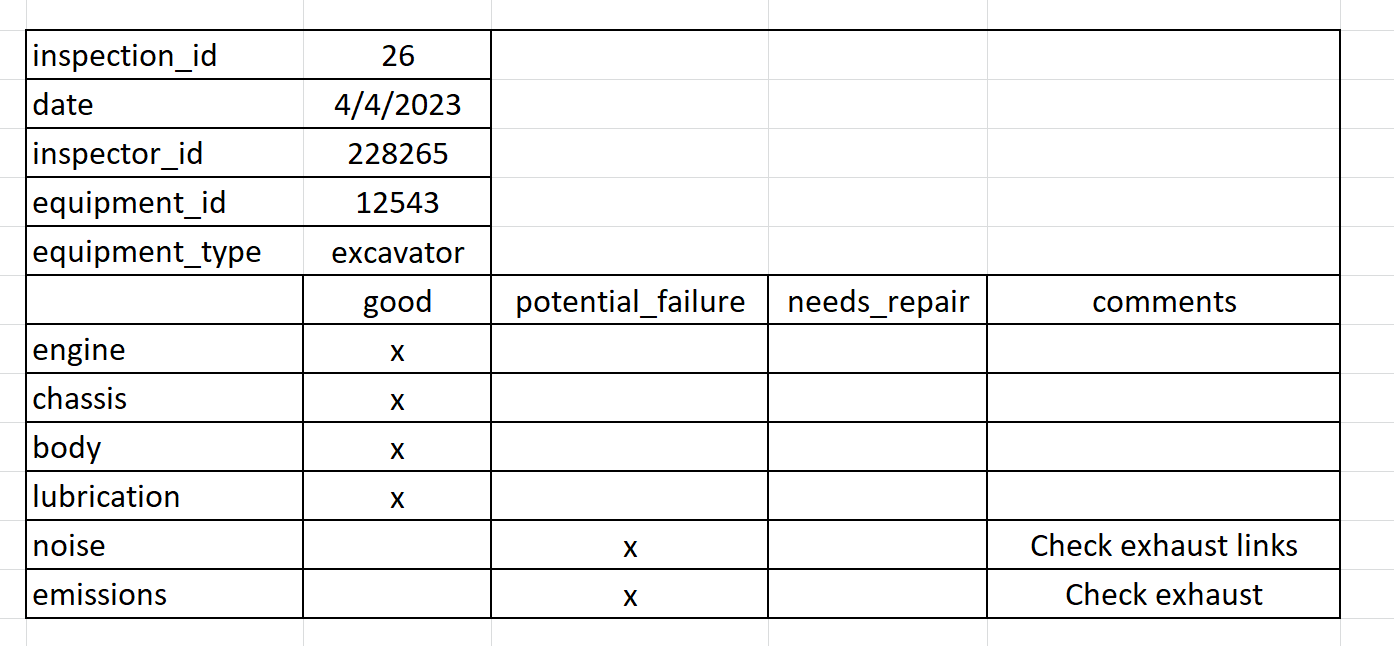 inspection_id 26
date 4/4/2023
inspector_id 228265
equipment_id 12543
equipment_type excavator
good potential_failure needs_repair comments
engine x
chassis x
body x
lubrication x
noise x Check exhaust links
emissions x Check exhaust